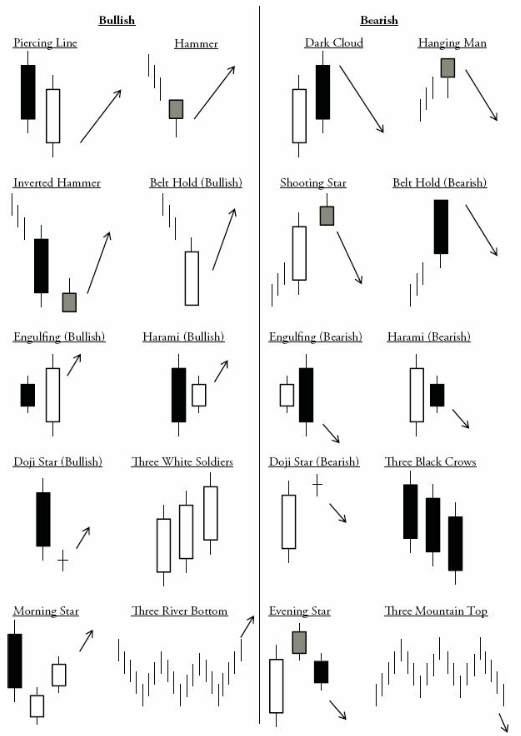 Bullish
Bearish
Piercing Line
Hammer
Dark Cloud
Hanging Man
Inverted Hammer
Belt Hold (Bullish)
Shooting Star
Belt Hold (Bearish)
Engulfing (Bullish)
Harami (Bullish)
Engulfing (Bearish)
Harami (Bearish)
Doji Star (Bullish)
Three White Soldiers
Doji Star (Bearish)
Three Black Crows
Morning Star
Three River Bottom
Evening Star
Three Mountain Top